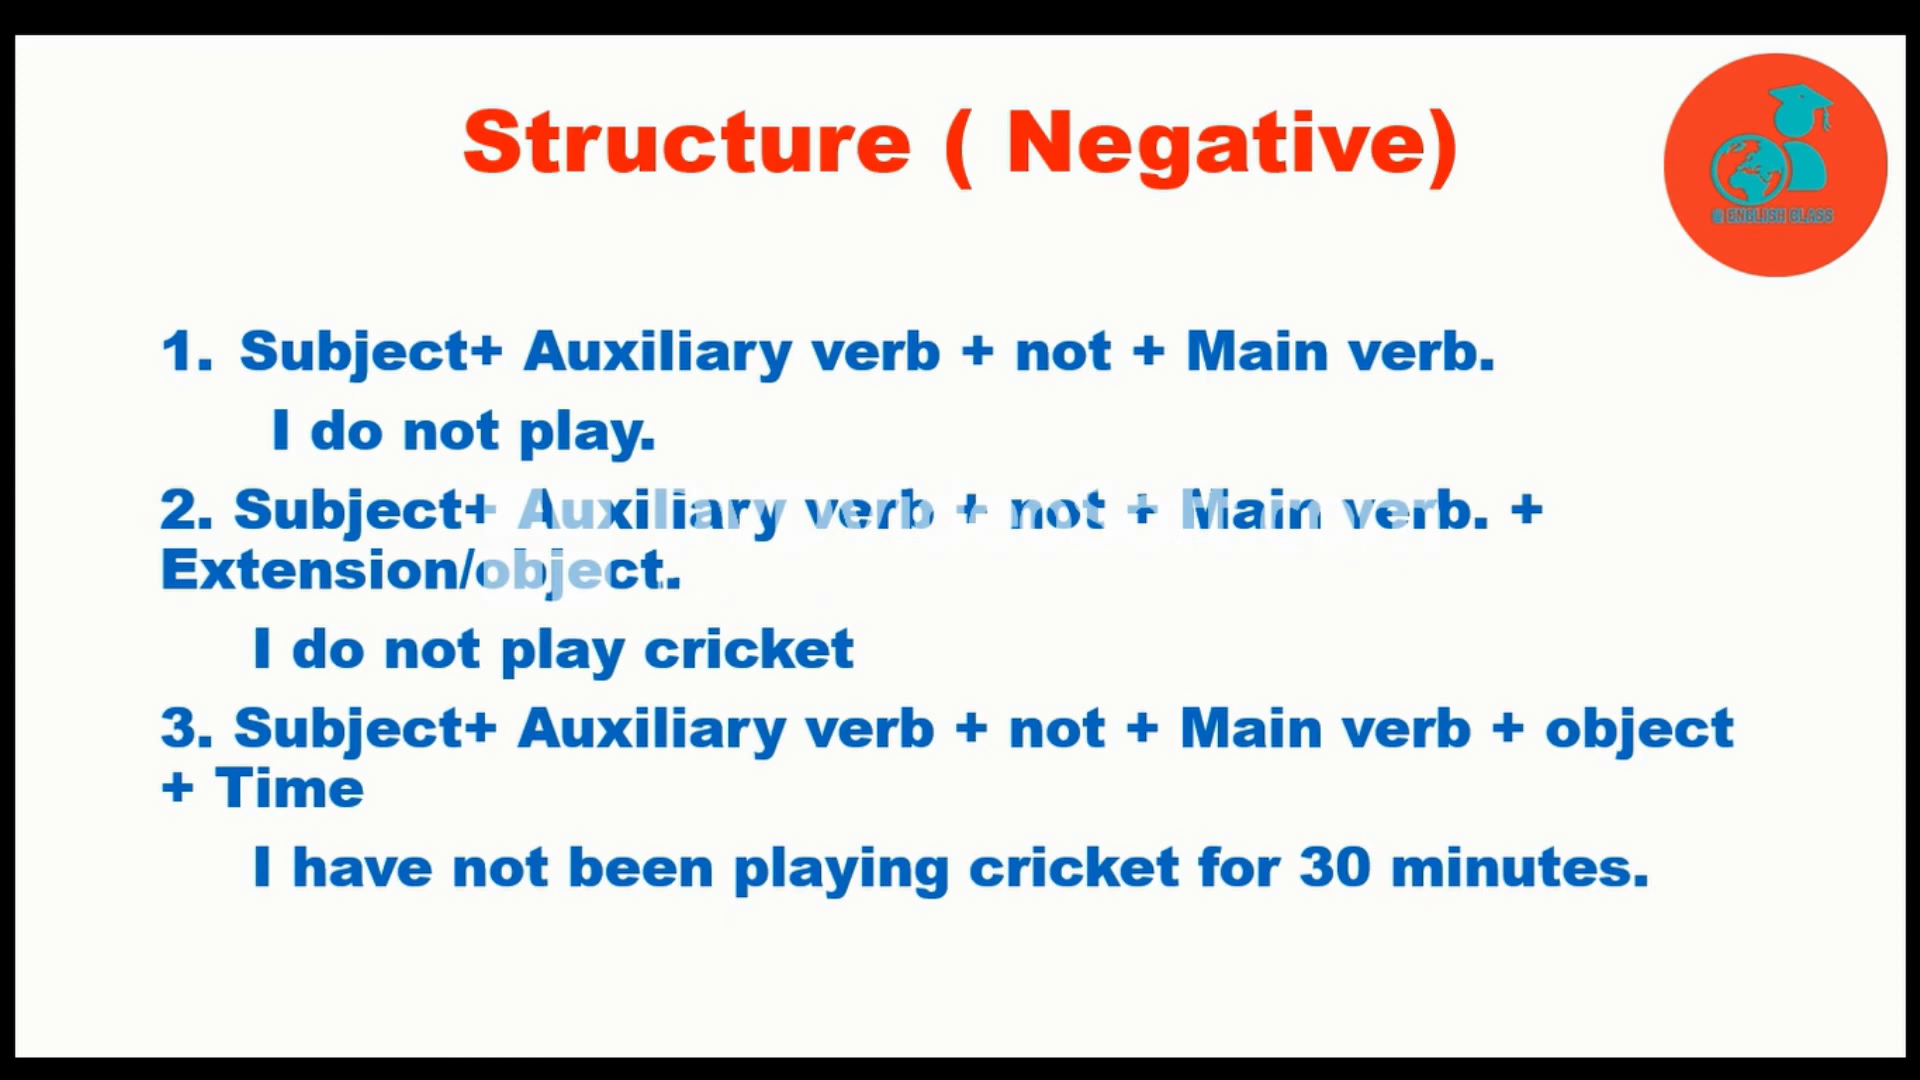 Structure ( Negative)
@ ENGLISH CLASS
1. Subject+ Auxiliary verb + not + Main verb.
I do not play.
2. Subject+ Auxiliary verb + not + Main verb. +
Extension/object.
I do not play cricket
3. Subject+ Auxiliary verb + not + Main verb + object
+ Time
I have not been playing cricket for 30 minutes.